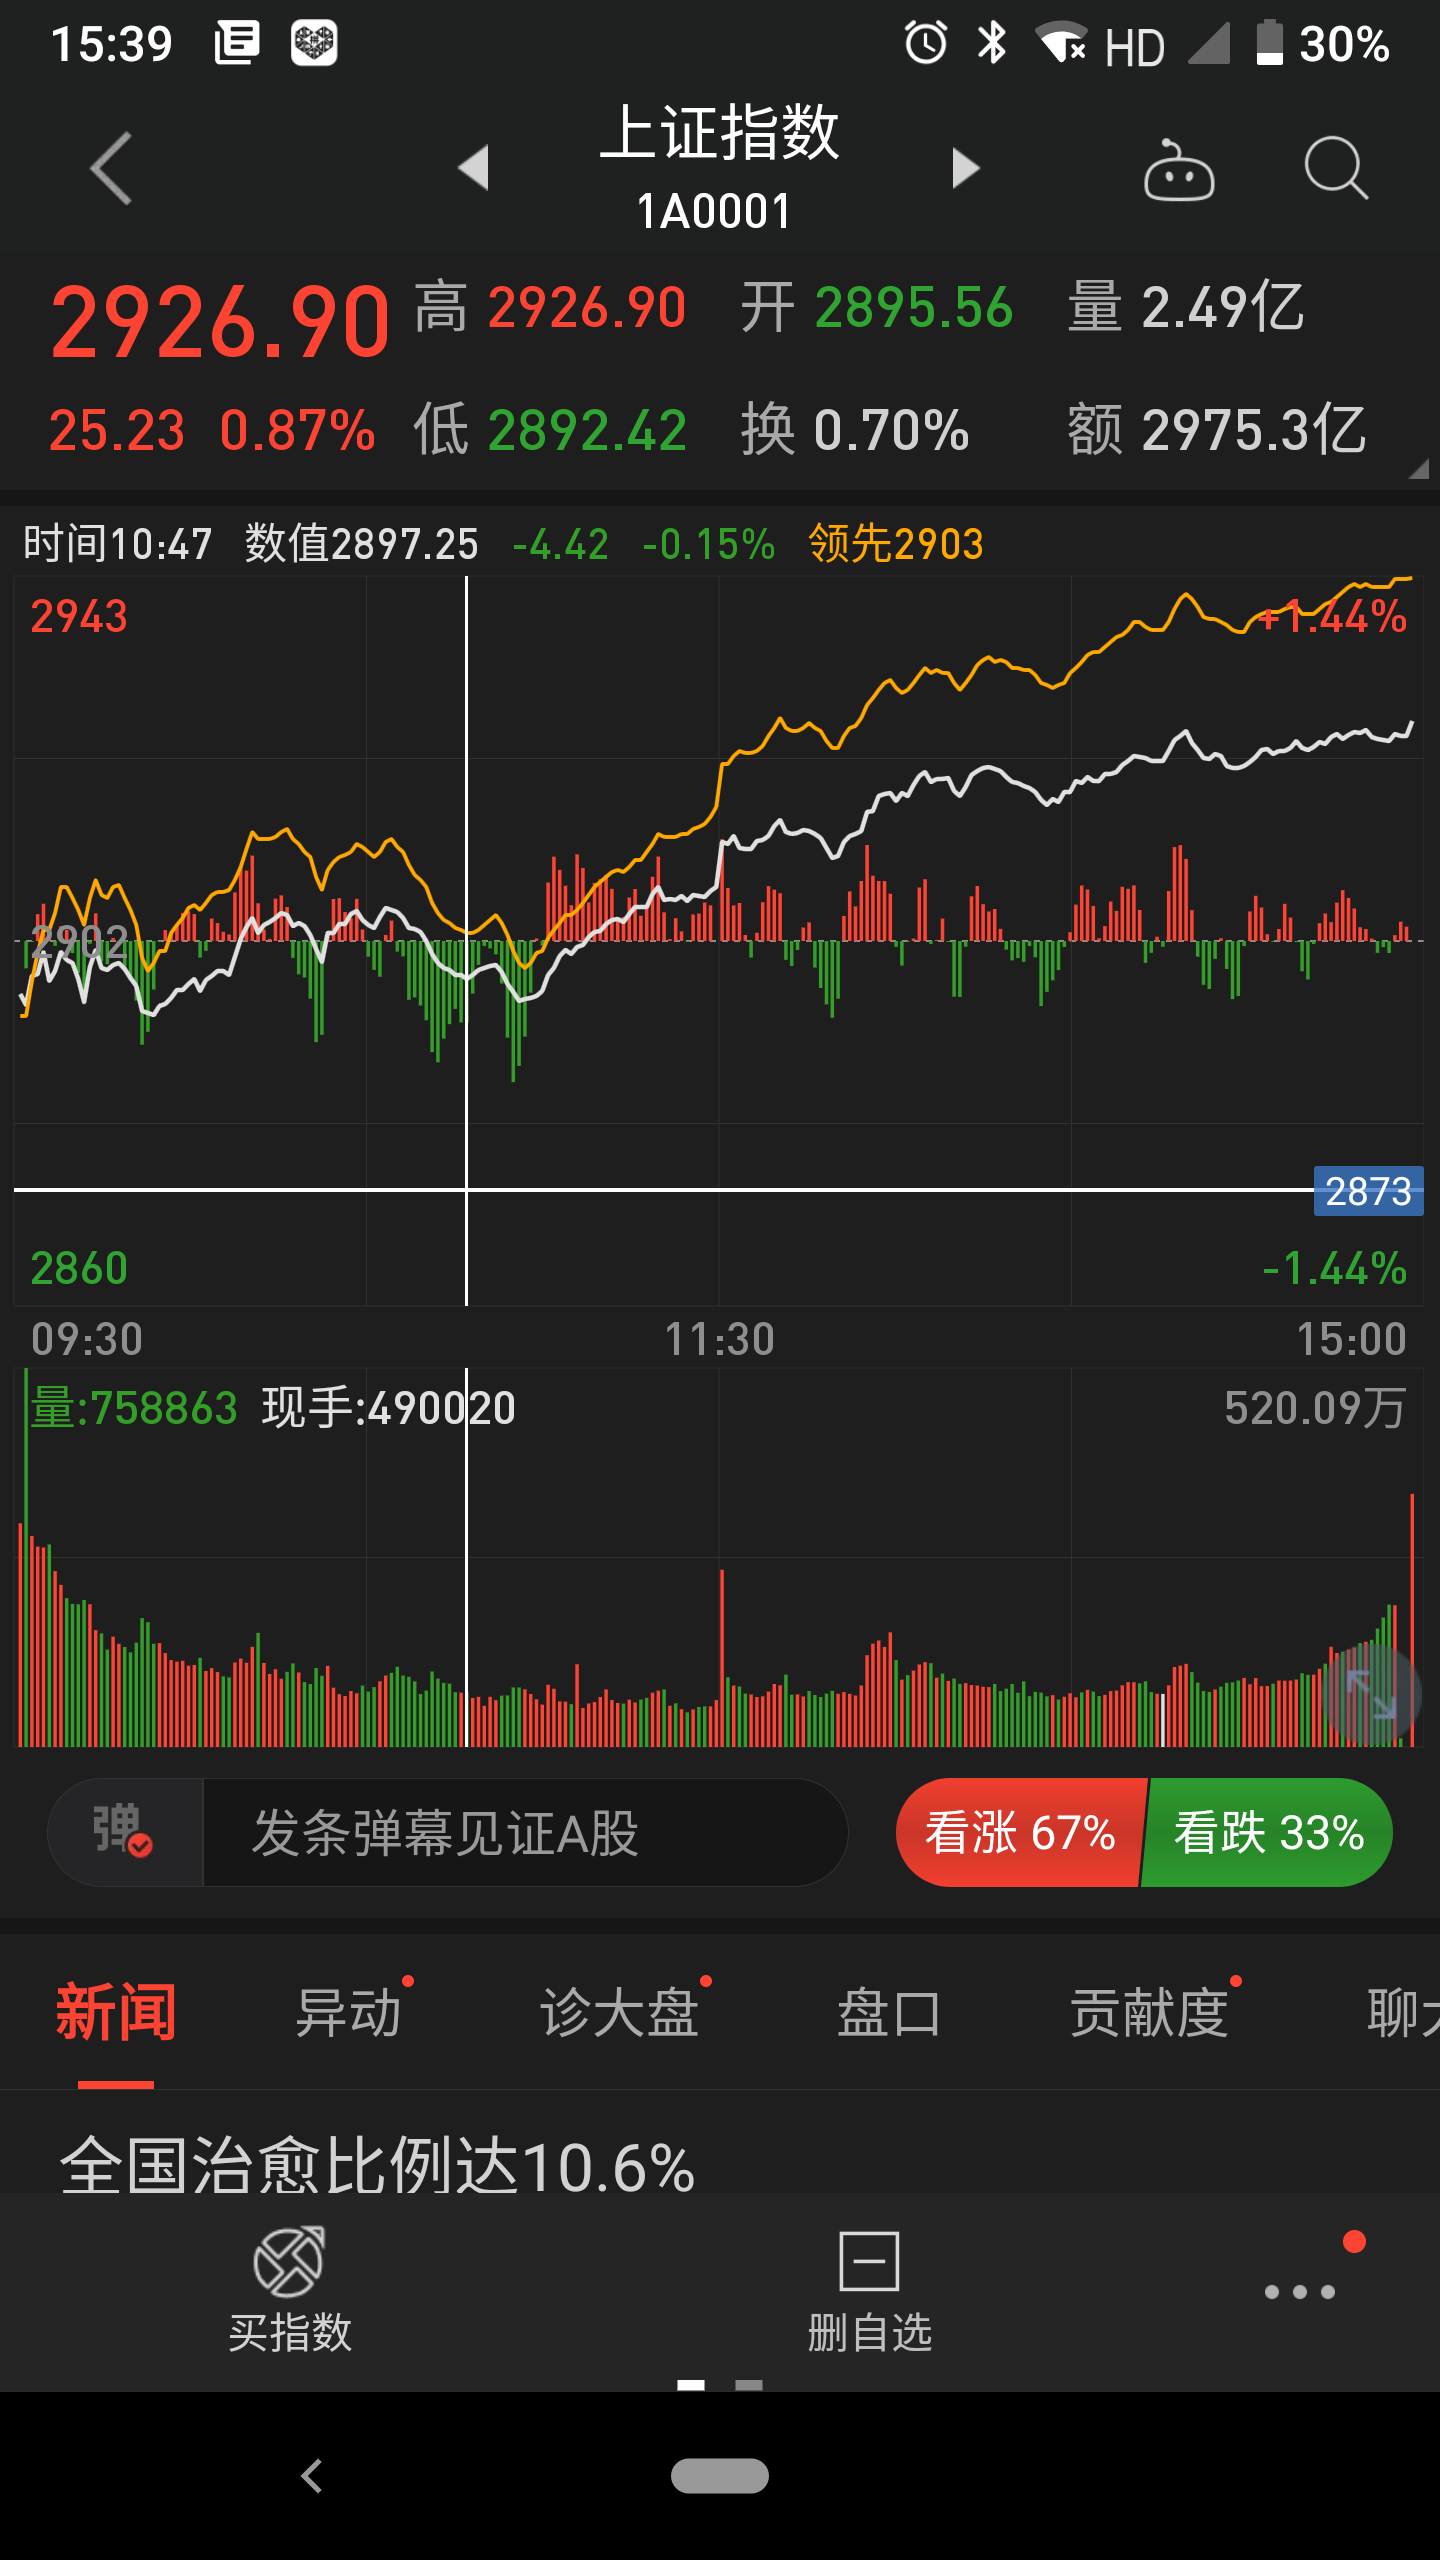 15:39 HD 30%
上证指数
1A0001
2926.90 高 2926.90 开 2895.56 量 2.49亿
25.23 0.87% 低 2892.42 换 0.70% 额 2975.3亿
时间10:47 数值2897.25 -4.42 -0.15% 领先2903
2943 +1.44%
2902
2873
2860 -1.44%
09:30 11:30 15:00
量:758863 现手:490020 520.09万
弹 发条弹幕见证A股 看涨 67% 看跌 33%
新闻 异动 诊大盘 盘口 贡献度 聊
全国治愈比例达10.6%
买指数 删自选